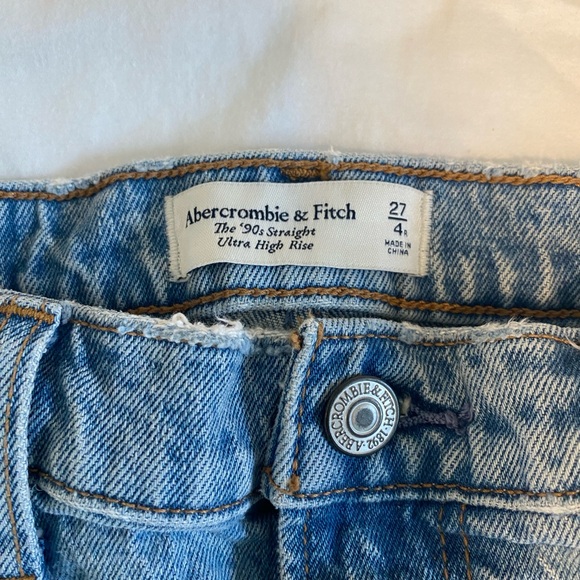 Abercrombie & Fitch
The '90s Straight
Ultra High Rise
27
4R
MADE IN
CHINA
ABERCROMBIE & FITCH · 1892